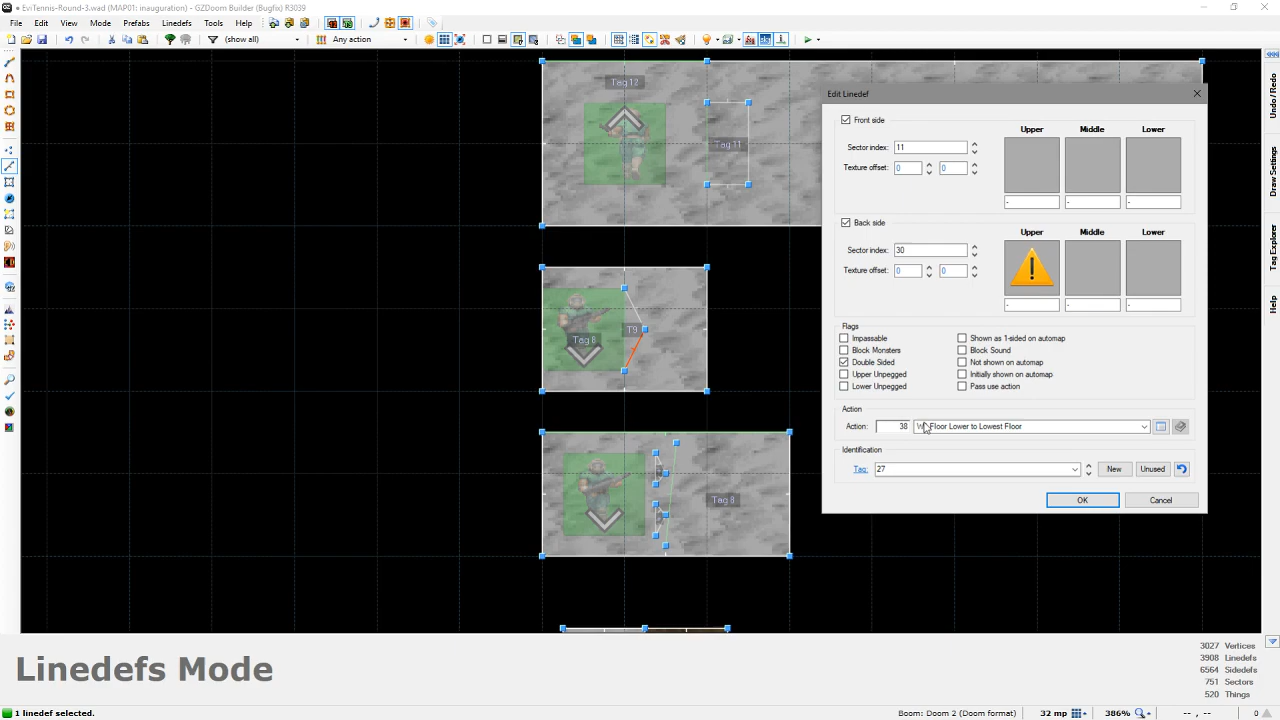 EviTennis-Round-3.wad (MAP01: inauguration) - GZDoom Builder (Bugfix) R3039
File Edit View Mode Prefabs Linedefs Tools Help
(show all) Any action
Tag 12
Tag 11
T9
Tag 8
Tag 8
Edit Linedef
Front side
Upper Middle Lower
Sector index: 11
Texture offset: 0 0
- - -
Back side
Upper Middle Lower
Sector index: 30
Texture offset: 0 0
- - -
Flags
Impassable Shown as 1-sided on automap
Block Monsters Block Sound
Double Sided Not shown on automap
Upper Unpegged Initially shown on automap
Lower Unpegged Pass use action
Action
Action: 38 Floor Lower to Lowest Floor
Identification
Tag: 27 New Unused
OK Cancel
Undo / Redo
Draw Settings
Tag Explorer
Help
Linedefs Mode
3027 Vertices
3908 Linedefs
6564 Sidedefs
751 Sectors
520 Things
1 linedef selected. Boom: Doom 2 (Doom format) 32 mp 386% -- , -- 0